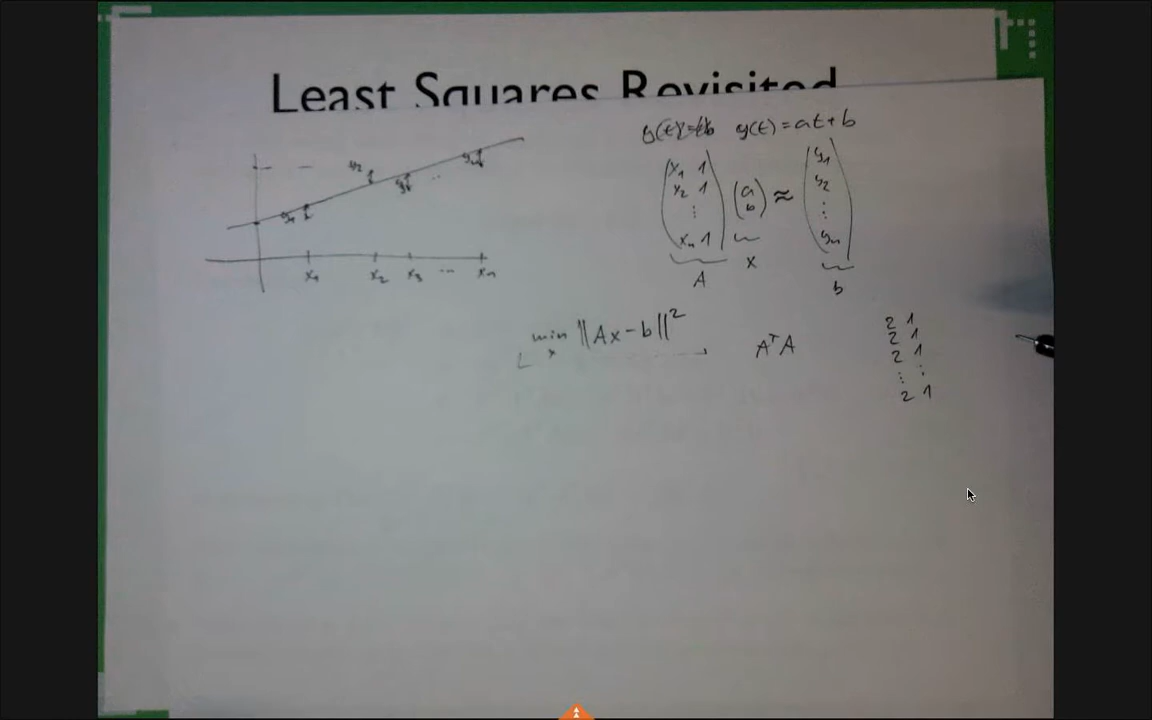 Least Squares Revisited
y(t)=at+b
x₁ 1
x₂ 1
⋮
xₙ 1
a
b
≈
y₁
y₂
⋮
yₙ
A
x
b
y₁
y₂
y₃
..
yₙ
x₁ x₂ x₃ ... xₙ
min ||Ax-b||²
x
AᵀA
2 1
2 1
2 1
⋮ ⋮
2 1